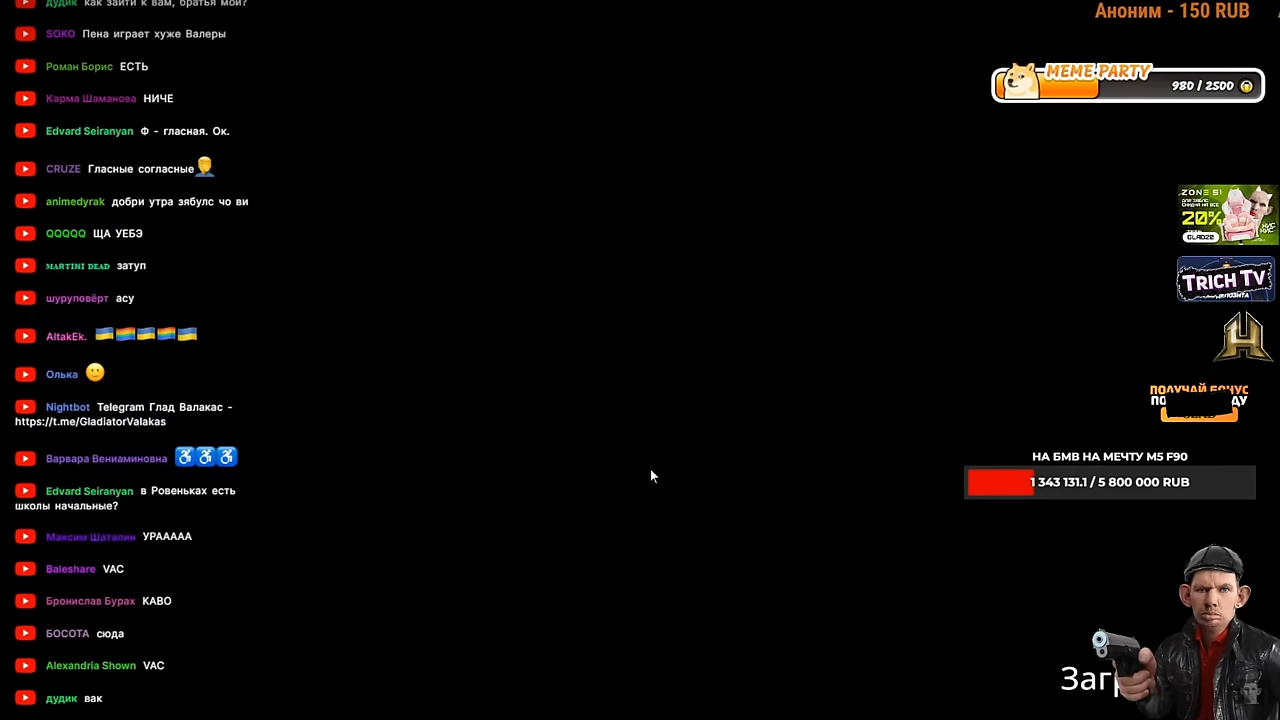 дудик как зайти к вам, братья мои?
Аноним - 150 RUB
SOKO Пена играет хуже Валеры
Роман Борис ЕСТЬ
MEME PARTY
980 / 2500
Карма Шаманова НИЧЕ
Edvard Seiranyan Ф - гласная. Ок.
CRUZE Гласные согласные
animedyrak добри утра зябулс чо ви
ZONE 51
20%
QQQQQ ЩА УЕБЭ
MARTINI DEAD затуп
TRICH TV
шуруповёрт асу
AltakEk.
Олька
ПОЛУЧАЙ БОНУС
ПО ДУ
Nightbot Telegram Глад Валакас -
https://t.me/GladiatorValakas
Варвара Вениаминовна
НА БМВ НА МЕЧТУ M5 F90
1 343 131.1 / 5 800 000 RUB
Edvard Seiranyan в Ровеньках есть
школы начальные?
Максим Шаталин УРААААА
Baleshare VAC
Бронислав Бурах КАВО
БОСОТА сюда
Alexandria Shown VAC
Загр
дудик вак